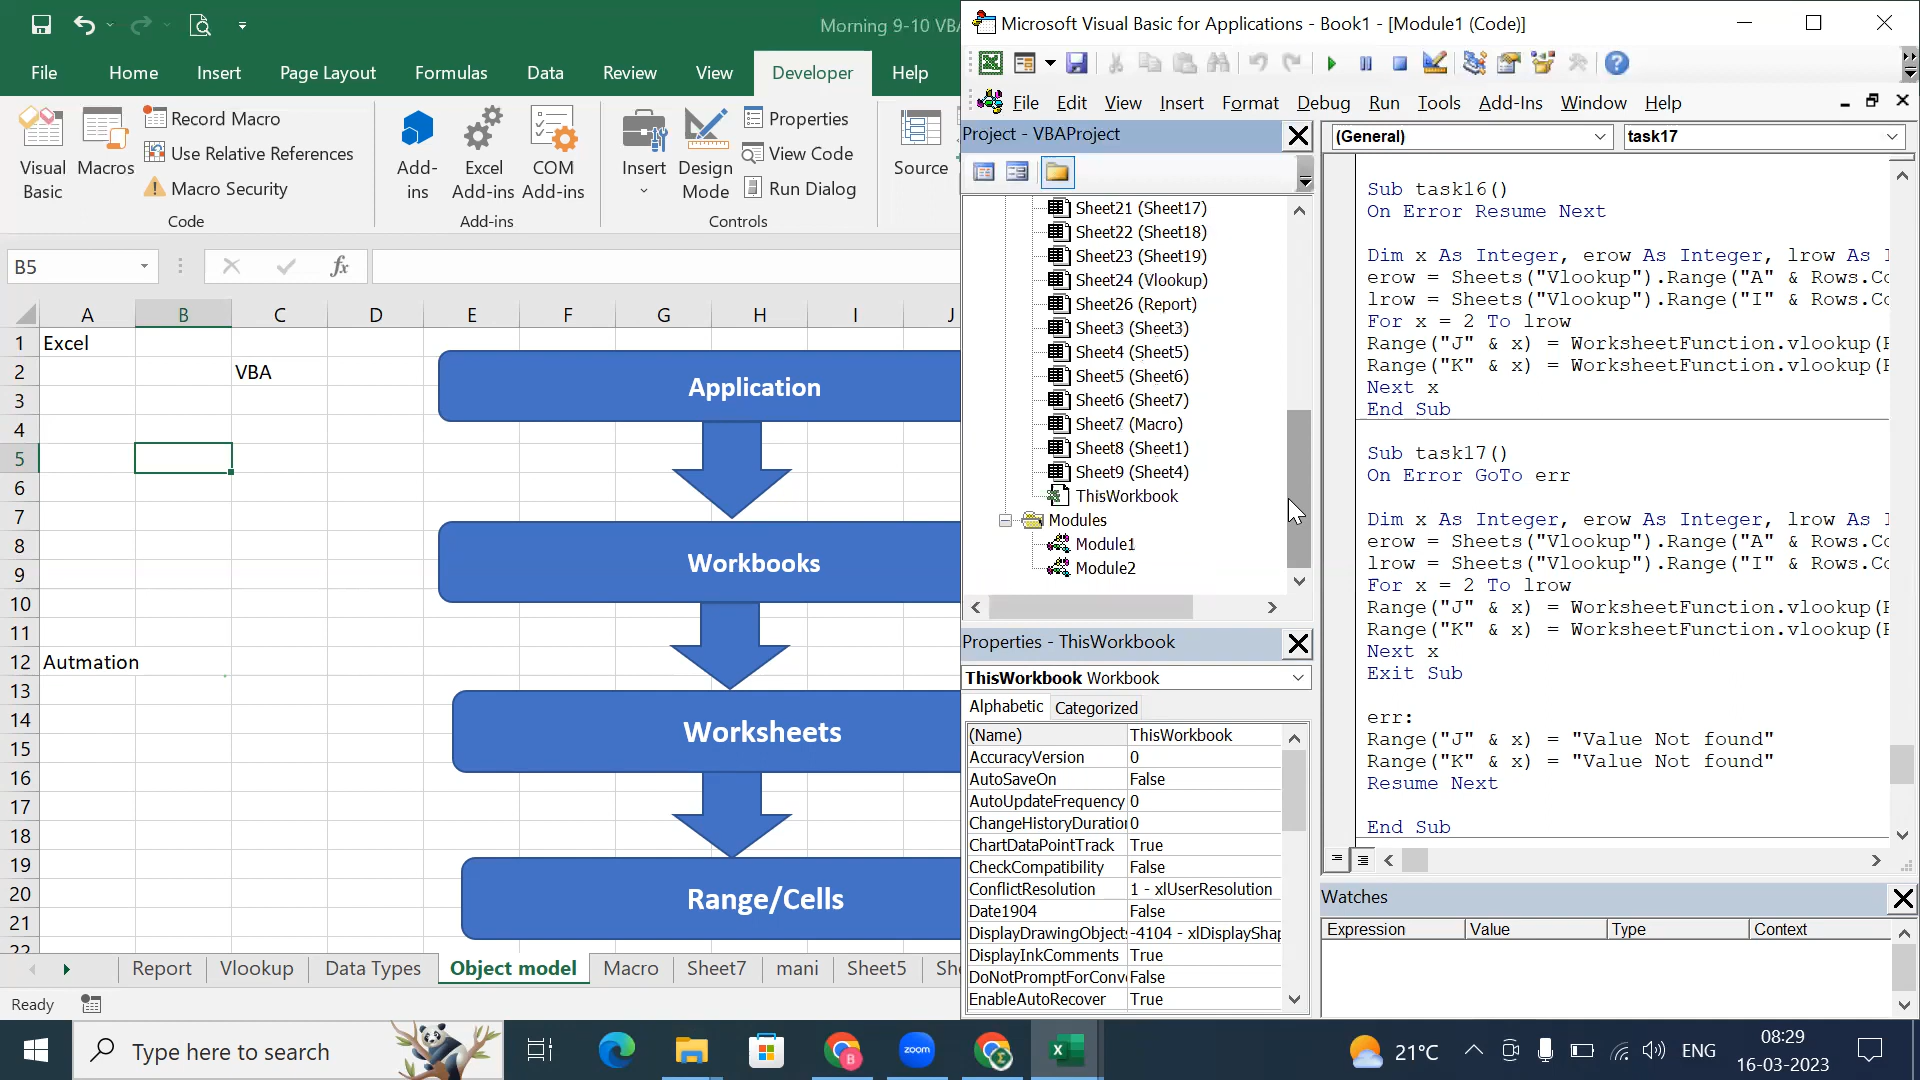 Morning 9-10 VBA
File Home Insert Page Layout Formulas Data Review View Developer Help
Visual Basic
Macros
Record Macro
Use Relative References
Macro Security
Code
Add-ins
Excel Add-ins
COM Add-ins
Add-ins
Insert
Design Mode
Properties
View Code
Run Dialog
Controls
Source
B5
fx
A B C D E F G H I J
1 Excel
2 VBA
3
4
5
6
7
8
9
10
11
12 Autmation
13
14
15
16
17
18
19
20
21
22
Application
Workbooks
Worksheets
Range/Cells
Report Vlookup Data Types Object model Macro Sheet7 mani Sheet5
Ready
Microsoft Visual Basic for Applications - Book1 - [Module1 (Code)]
File Edit View Insert Format Debug Run Tools Add-Ins Window Help
Project - VBAProject
Sheet21 (Sheet17)
Sheet22 (Sheet18)
Sheet23 (Sheet19)
Sheet24 (Vlookup)
Sheet26 (Report)
Sheet3 (Sheet3)
Sheet4 (Sheet5)
Sheet5 (Sheet6)
Sheet6 (Sheet7)
Sheet7 (Macro)
Sheet8 (Sheet1)
Sheet9 (Sheet4)
ThisWorkbook
Modules
Module1
Module2
Properties - ThisWorkbook
ThisWorkbook Workbook
Alphabetic Categorized
(Name) ThisWorkbook
AccuracyVersion 0
AutoSaveOn False
AutoUpdateFrequency 0
ChangeHistoryDuration 0
ChartDataPointTrack True
CheckCompatibility False
ConflictResolution 1 - xlUserResolution
Date1904 False
DisplayDrawingObjects -4104 - xlDisplayShap
DisplayInkComments True
DoNotPromptForConv False
EnableAutoRecover True
(General) task17
Sub task16()
On Error Resume Next
Dim x As Integer, erow As Integer, lrow As I
erow = Sheets("Vlookup").Range("A" & Rows.Co
lrow = Sheets("Vlookup").Range("I" & Rows.Co
For x = 2 To lrow
Range("J" & x) = WorksheetFunction.vlookup(R
Range("K" & x) = WorksheetFunction.vlookup(R
Next x
End Sub
Sub task17()
On Error GoTo err
Dim x As Integer, erow As Integer, lrow As I
erow = Sheets("Vlookup").Range("A" & Rows.Co
lrow = Sheets("Vlookup").Range("I" & Rows.Co
For x = 2 To lrow
Range("J" & x) = WorksheetFunction.vlookup(R
Range("K" & x) = WorksheetFunction.vlookup(R
Next x
Exit Sub
err:
Range("J" & x) = "Value Not found"
Range("K" & x) = "Value Not found"
Resume Next
End Sub
Watches
Expression Value Type Context
Type here to search
zoom
21°C
ENG
08:29
16-03-2023